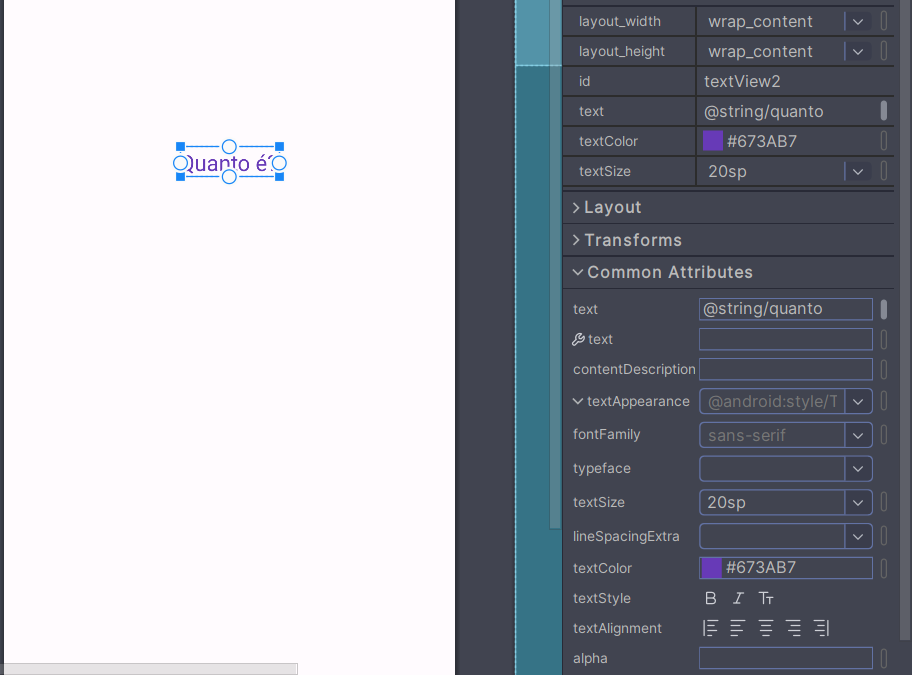 Quanto é
layout_width wrap_content
layout_height wrap_content
id textView2
text @string/quanto
textColor #673AB7
textSize 20sp
Layout
Transforms
Common Attributes
text @string/quanto
text
contentDescription
textAppearance @android:style/T
fontFamily sans-serif
typeface
textSize 20sp
lineSpacingExtra
textColor #673AB7
textStyle B I Tт
textAlignment
alpha